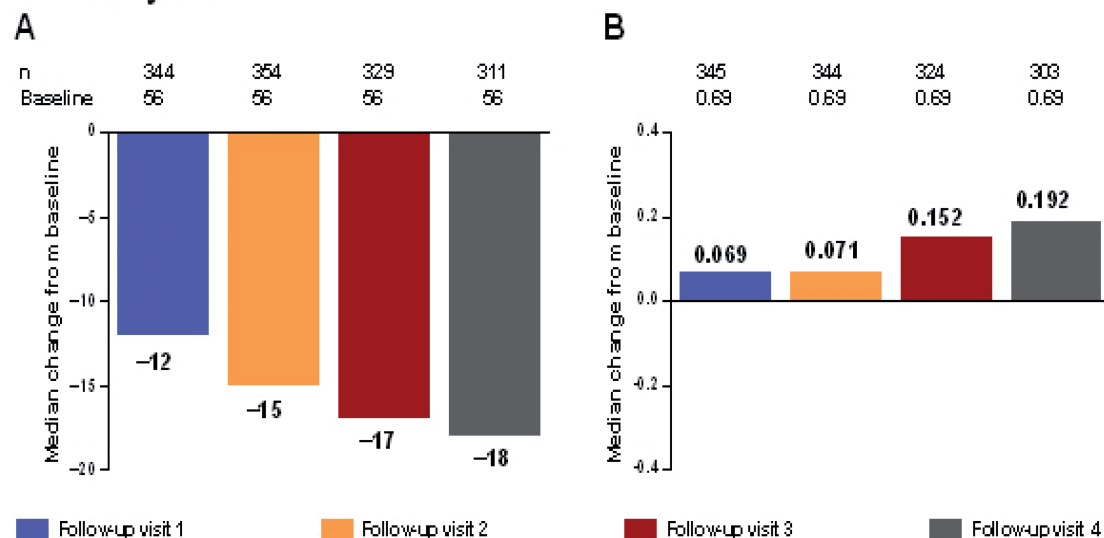 A
n 344 354 329 311
Baseline 56 56 56 56
0
–5
–10
–15
–20
Median change from baseline
–12
–15
–17
–18
B
345 344 324 303
0.69 0.69 0.69 0.69
0.4
0.2
0.0
-0.2
-0.4
Median change from baseline
0.069
0.071
0.152
0.192
Follow-up visit 1
Follow-up visit 2
Follow-up visit 3
Follow-up visit 4